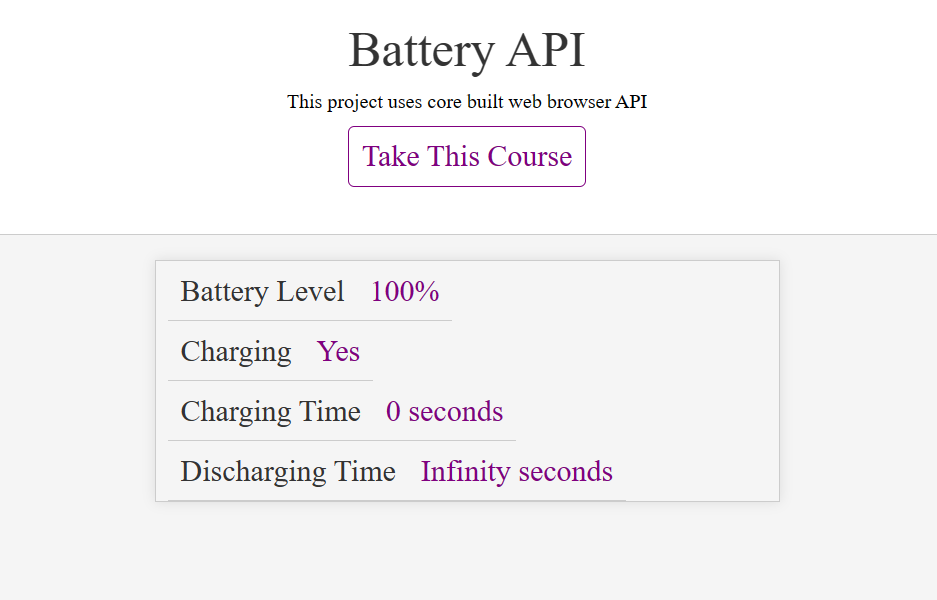 Battery API
This project uses core built web browser API
Take This Course
Battery Level 100%
Charging Yes
Charging Time 0 seconds
Discharging Time Infinity seconds